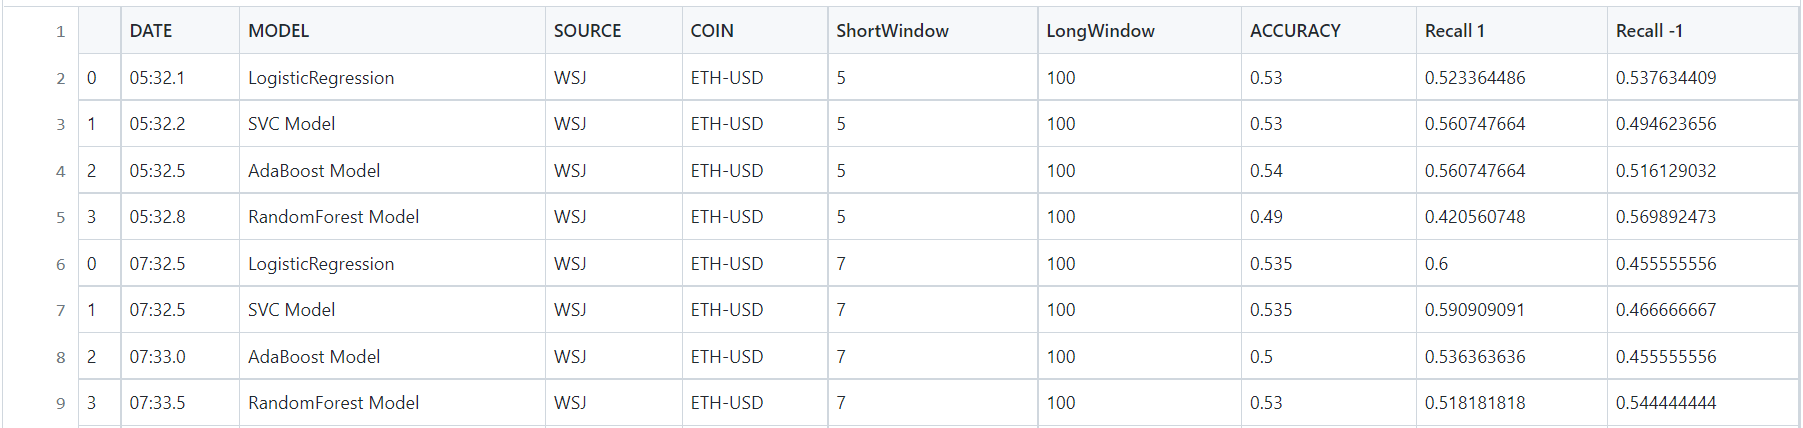 1 DATE MODEL SOURCE COIN ShortWindow LongWindow ACCURACY Recall 1 Recall -1
2 0 05:32.1 LogisticRegression WSJ ETH-USD 5 100 0.53 0.523364486 0.537634409
3 1 05:32.2 SVC Model WSJ ETH-USD 5 100 0.53 0.560747664 0.494623656
4 2 05:32.5 AdaBoost Model WSJ ETH-USD 5 100 0.54 0.560747664 0.516129032
5 3 05:32.8 RandomForest Model WSJ ETH-USD 5 100 0.49 0.420560748 0.569892473
6 0 07:32.5 LogisticRegression WSJ ETH-USD 7 100 0.535 0.6 0.455555556
7 1 07:32.5 SVC Model WSJ ETH-USD 7 100 0.535 0.590909091 0.466666667
8 2 07:33.0 AdaBoost Model WSJ ETH-USD 7 100 0.5 0.536363636 0.455555556
9 3 07:33.5 RandomForest Model WSJ ETH-USD 7 100 0.53 0.518181818 0.544444444